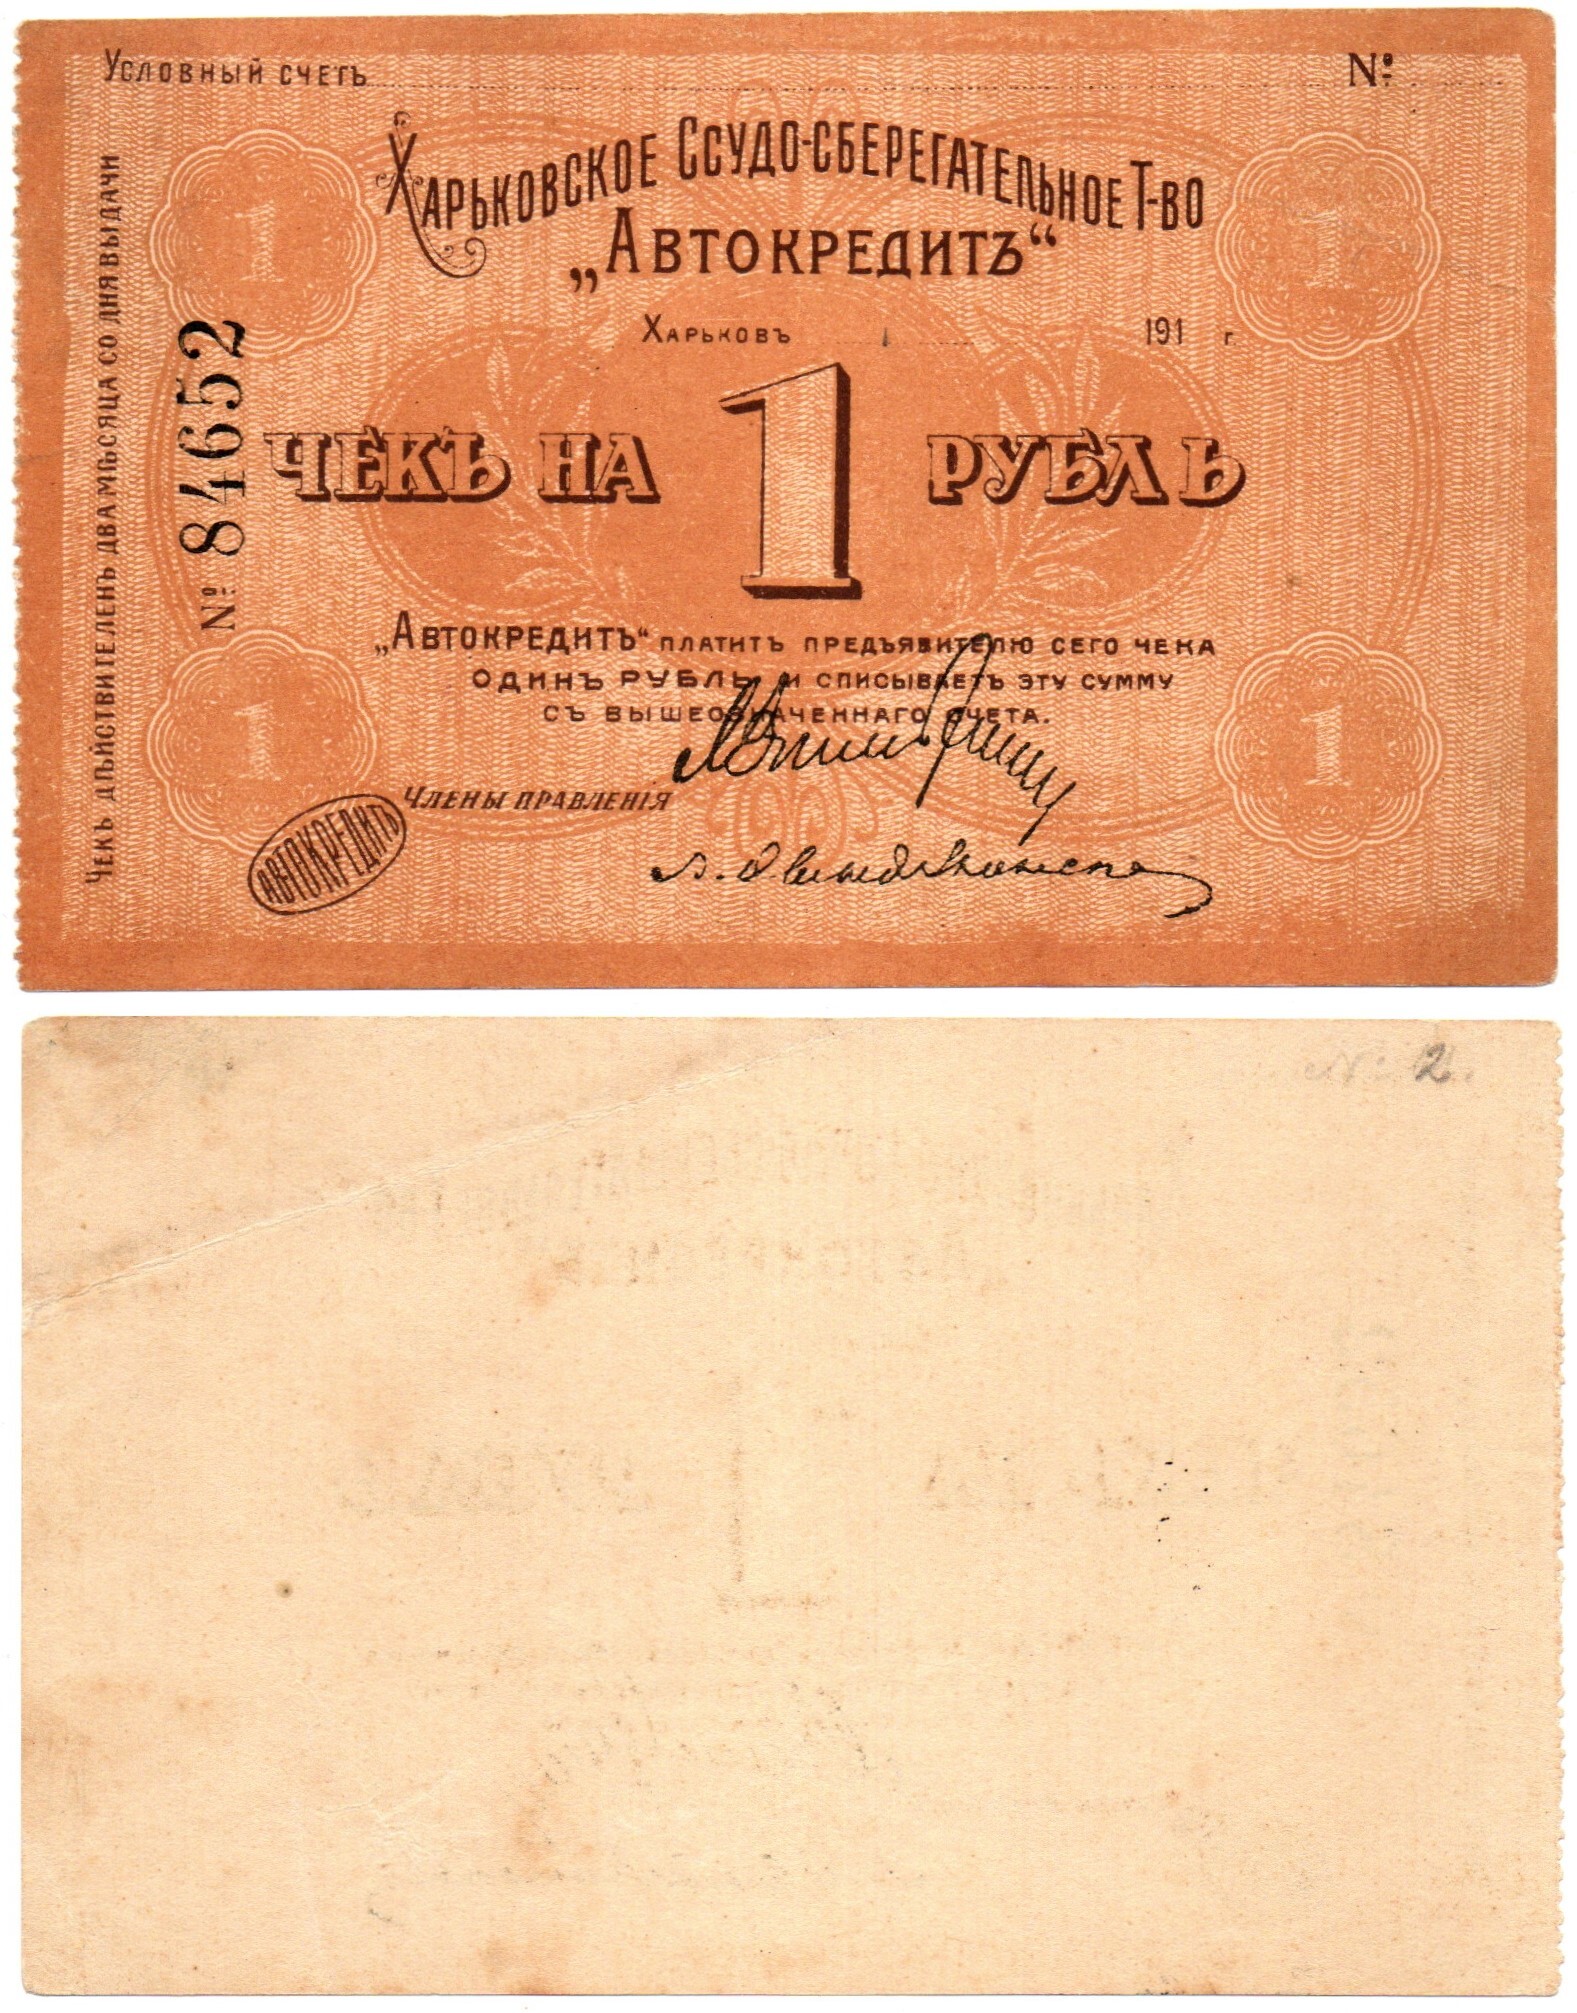 Условный счетъ № 
Харьковское Ссудо-сберегательное Т-во
„Автокредитъ“
Харьковъ 191 г.
Чекъ дѣйствителенъ два мѣсяца со дня выдачи
№ 84652
1
1
1
1
ЧЕКЪ НА 1 РУБЛЬ
„Автокредитъ“ платитъ предъявителю сего чека
одинъ рубль и списываетъ эту сумму
съ вышеозначеннаго счета.
Члены правленія
АВТОКРЕДИТЪ
№ 2.